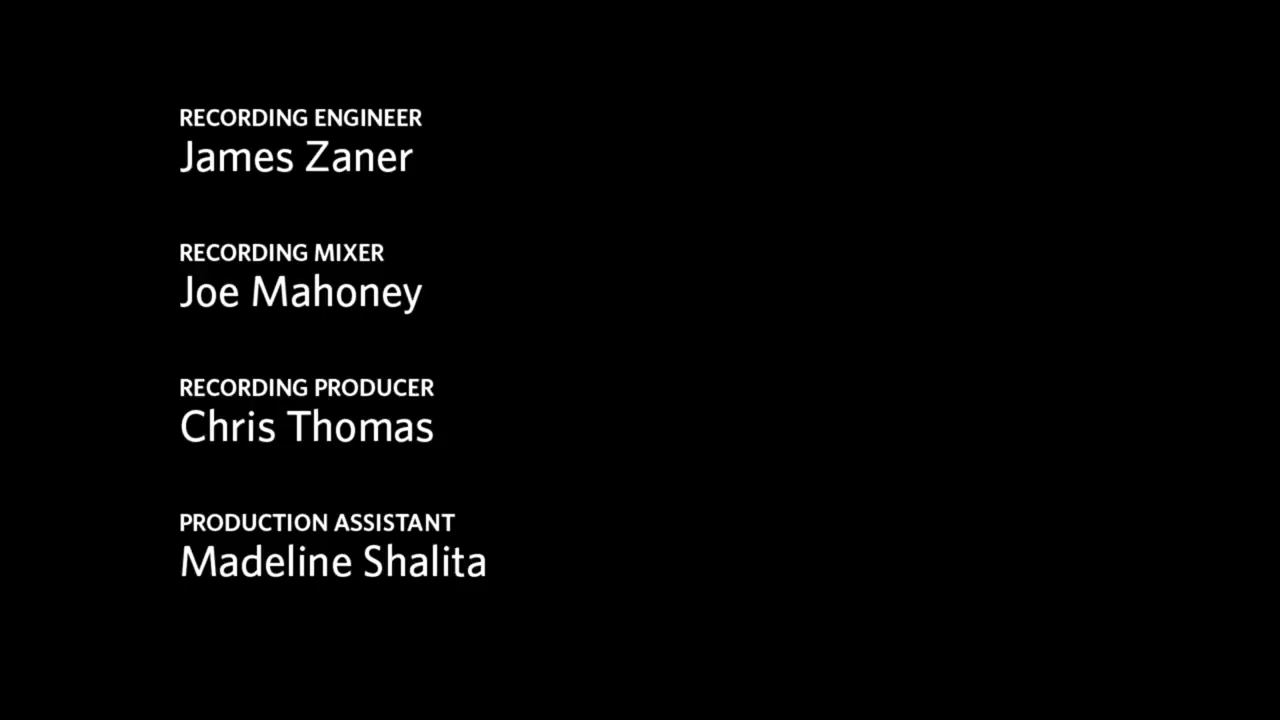 RECORDING ENGINEER
James Zaner
RECORDING MIXER
Joe Mahoney
RECORDING PRODUCER
Chris Thomas
PRODUCTION ASSISTANT
Madeline Shalita